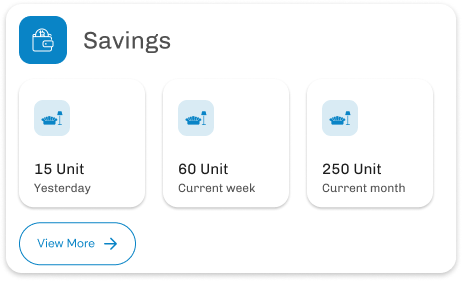 Savings
15 Unit
Yesterday
60 Unit
Current week
250 Unit
Current month
View More